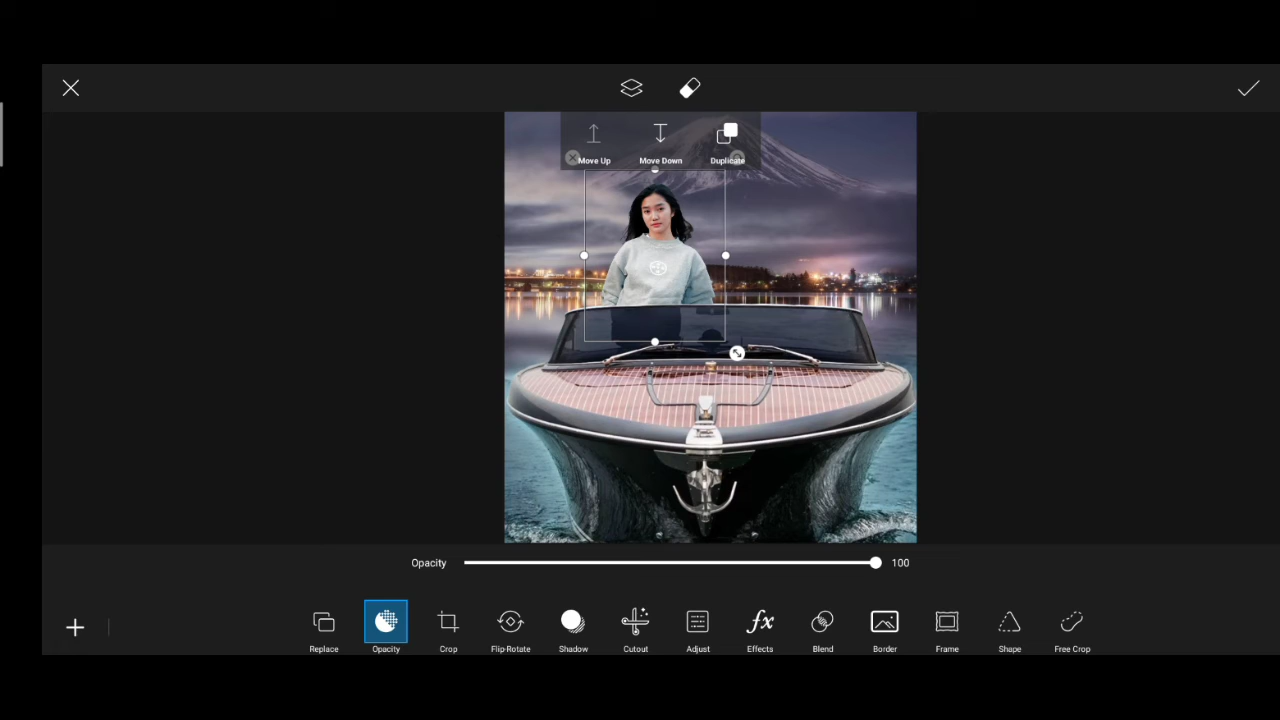 Move Up Move Down Duplicate
Opacity 100
Replace Opacity Crop Flip-Rotate Shadow Cutout Adjust Effects Blend Border Frame Shape Free Crop